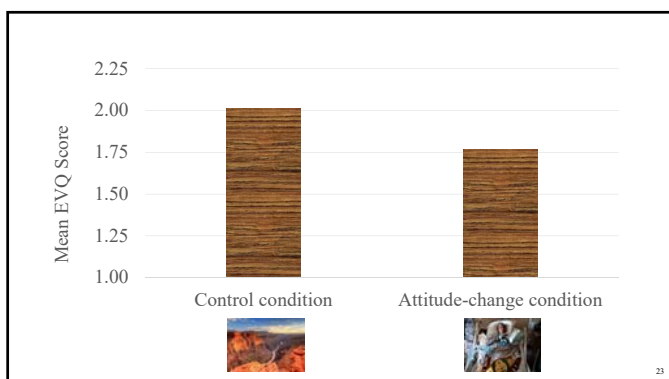 2.25
2.00
1.75
1.50
1.25
1.00
Mean EVQ Score
Control condition
Attitude-change condition
23